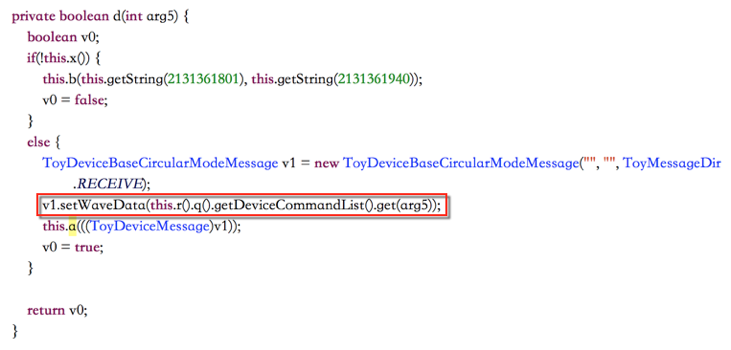 private boolean d(int arg5) {
boolean v0;
if(!this.x()) {
this.b(this.getString(2131361801), this.getString(2131361940));
v0 = false;
}
else {
ToyDeviceBaseCircularModeMessage v1 = new ToyDeviceBaseCircularModeMessage("", "", ToyMessageDir
.RECEIVE);
v1.setWaveData(this.r().q().getDeviceCommandList().get(arg5));
this.a(((ToyDeviceMessage)v1));
v0 = true;
}
return v0;
}